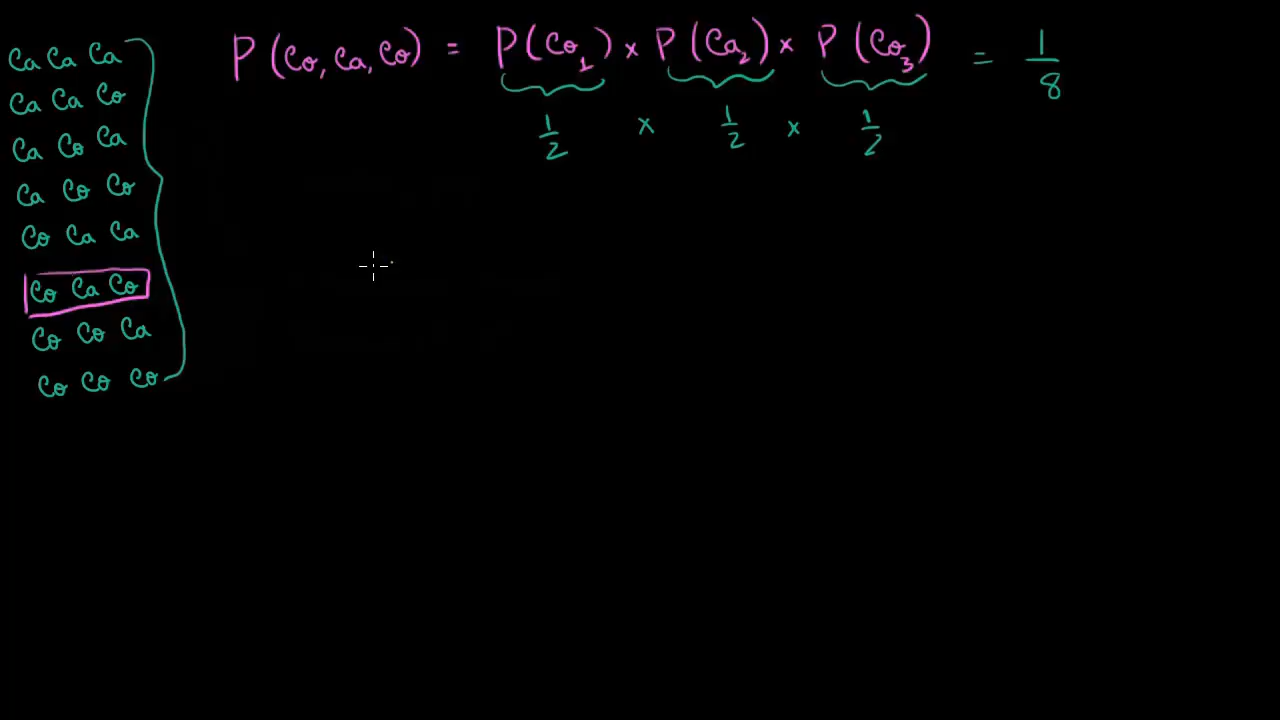 Ca Ca Ca
Ca Ca Co
Ca Co Ca
Ca Co Co
Co Ca Ca
Co Ca Co
Co Co Ca
Co Co Co
P(Co, Ca, Co) = P(Co₁) × P(Ca₂) × P(Co₃) = 1/8
1/2 × 1/2 × 1/2